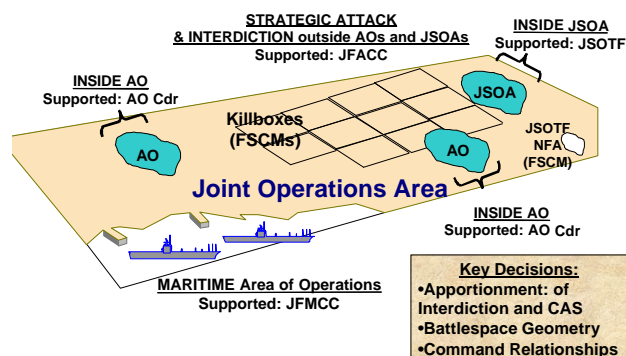 STRATEGIC ATTACK
& INTERDICTION outside AOs and JSOAs
Supported: JFACC
INSIDE JSOA
Supported: JSOTF
INSIDE AO
Supported: AO Cdr
JSOA
Killboxes
(FSCMs)
JSOTF
NFA
(FSCM)
AO
AO
Joint Operations Area
INSIDE AO
Supported: AO Cdr
MARITIME Area of Operations
Supported: JFMCC
Key Decisions:
•Apportionment: of
Interdiction and CAS
•Battlespace Geometry
•Command Relationships